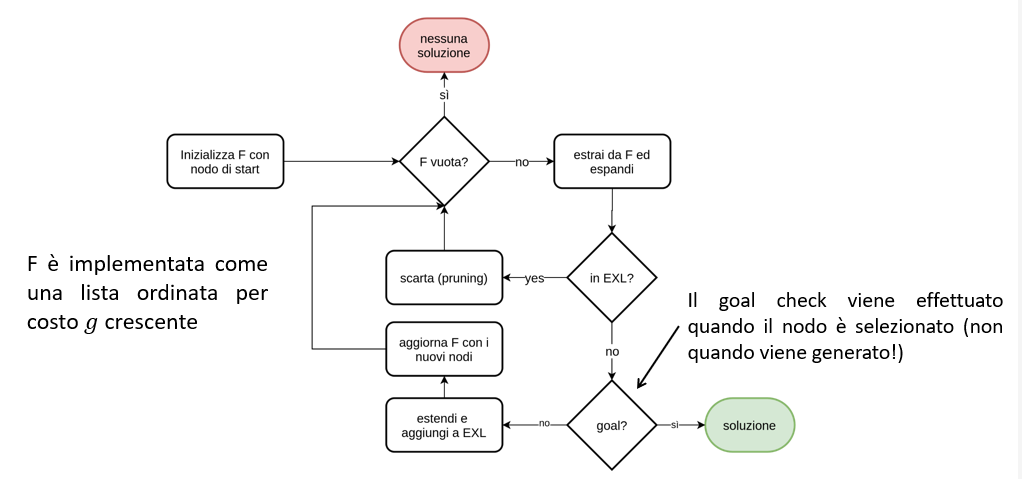 nessuna
soluzione
sì
Inizializza F con
nodo di start
F vuota?
no
estrai da F ed
espandi
F è implementata come
una lista ordinata per
costo g crescente
scarta (pruning)
yes
in EXL?
Il goal check viene effettuato
quando il nodo è selezionato (non
quando viene generato!)
no
aggiorna F con i
nuovi nodi
estendi e
aggiungi a EXL
no
goal?
sì
soluzione